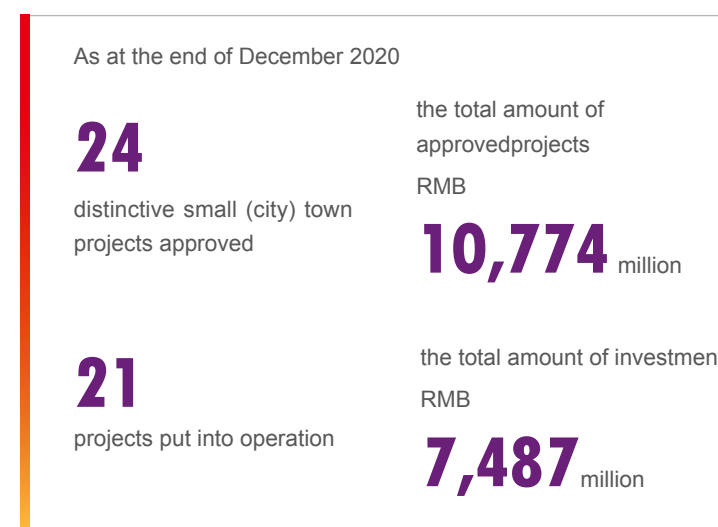 As at the end of December 2020
24
distinctive small (city) town
projects approved
the total amount of
approvedprojects
RMB
10,774 million
21
projects put into operation
the total amount of investmen
RMB
7,487 million